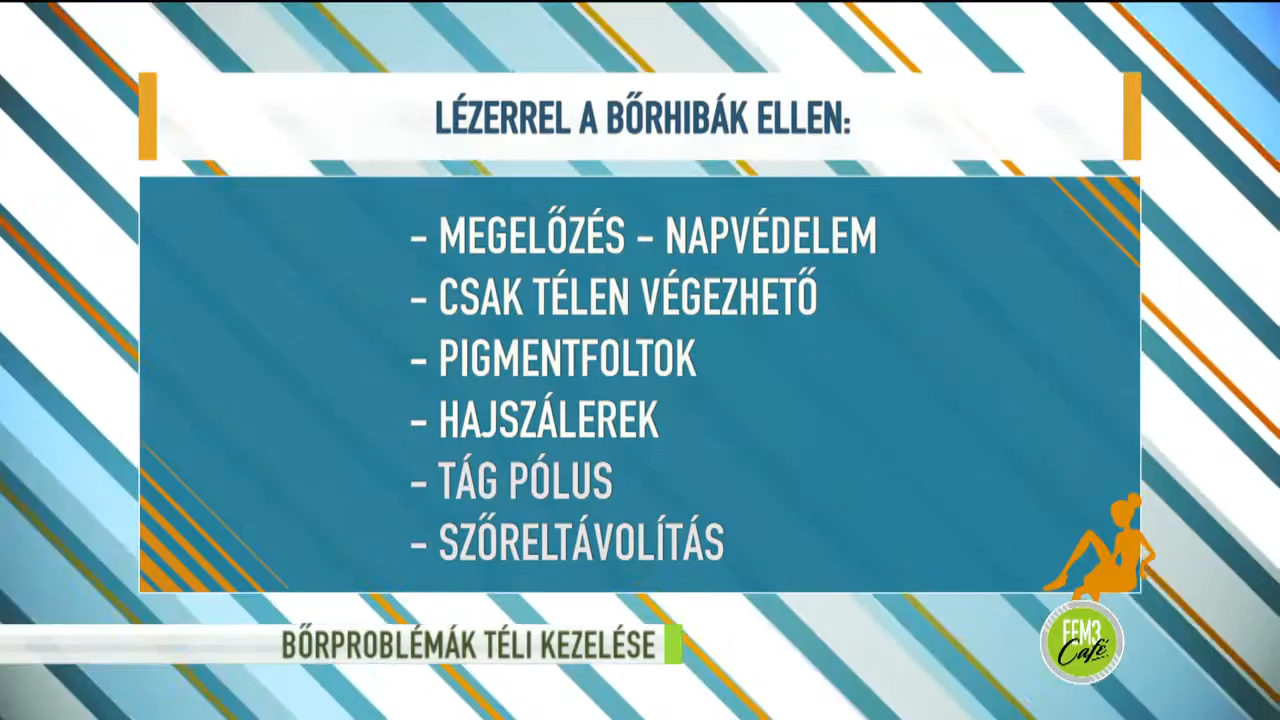 LÉZERREL A BŐRHIBÁK ELLEN:
- MEGELŐZÉS - NAPVÉDELEM
- CSAK TÉLEN VÉGEZHETŐ
- PIGMENTFOLTOK
- HAJSZÁLEREK
- TÁG PÓLUS
- SZŐRELTÁVOLÍTÁS
BŐRPROBLÉMÁK TÉLI KEZELÉSE
FEM3
Café